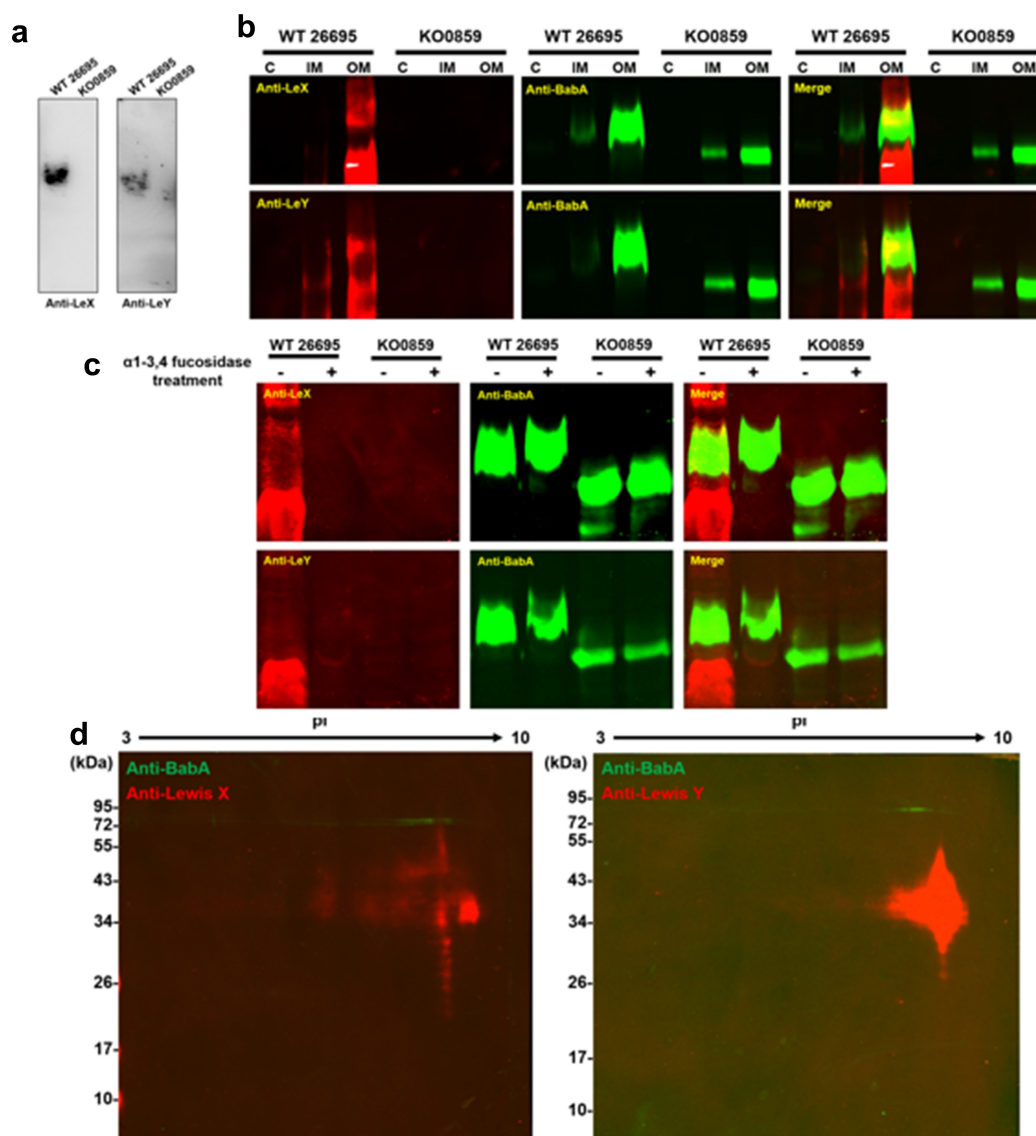 a
WT 26695
KO0859
WT 26695
KO0859
Anti-LeX
Anti-LeY
b
WT 26695 KO0859 WT 26695 KO0859 WT 26695 KO0859
C IM OM C IM OM C IM OM C IM OM C IM OM C IM OM
Anti-LeX Anti-BabA Merge
Anti-LeY Anti-BabA Merge
c
α1-3,4 fucosidase
treatment
WT 26695 KO0859 WT 26695 KO0859 WT 26695 KO0859
- + - + - + - + - + - +
Anti-LeX Anti-BabA Merge
Anti-LeY Anti-BabA Merge
d
pI
3 10
(kDa)
Anti-BabA
Anti-Lewis X
95-
72-
55-
43-
34-
26-
17-
10-
pI
3 10
(kDa)
Anti-BabA
Anti-Lewis Y
95-
72-
55-
43-
34-
26-
17-
10-